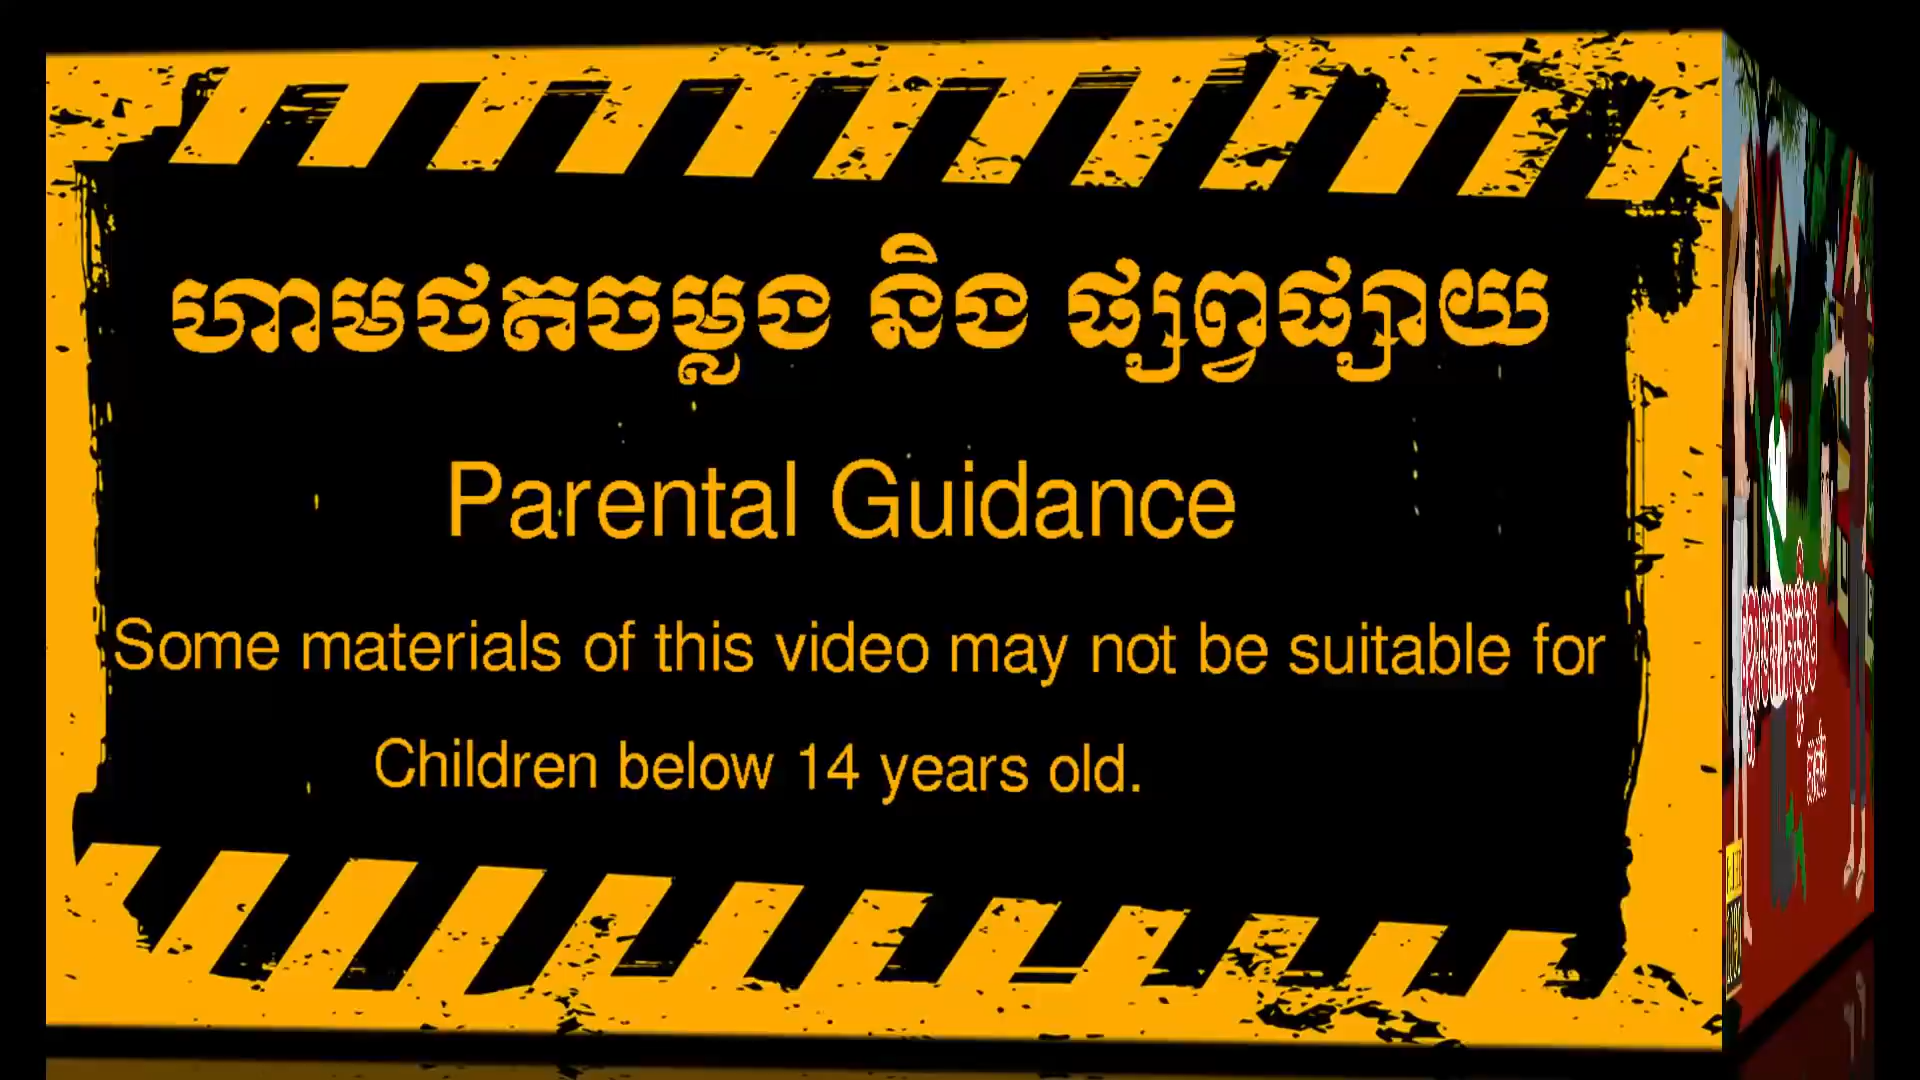 ហាមថតចម្លង និង ផ្សព្វផ្សាយ
Parental Guidance
Some materials of this video may not be suitable for
Children below 14 years old.